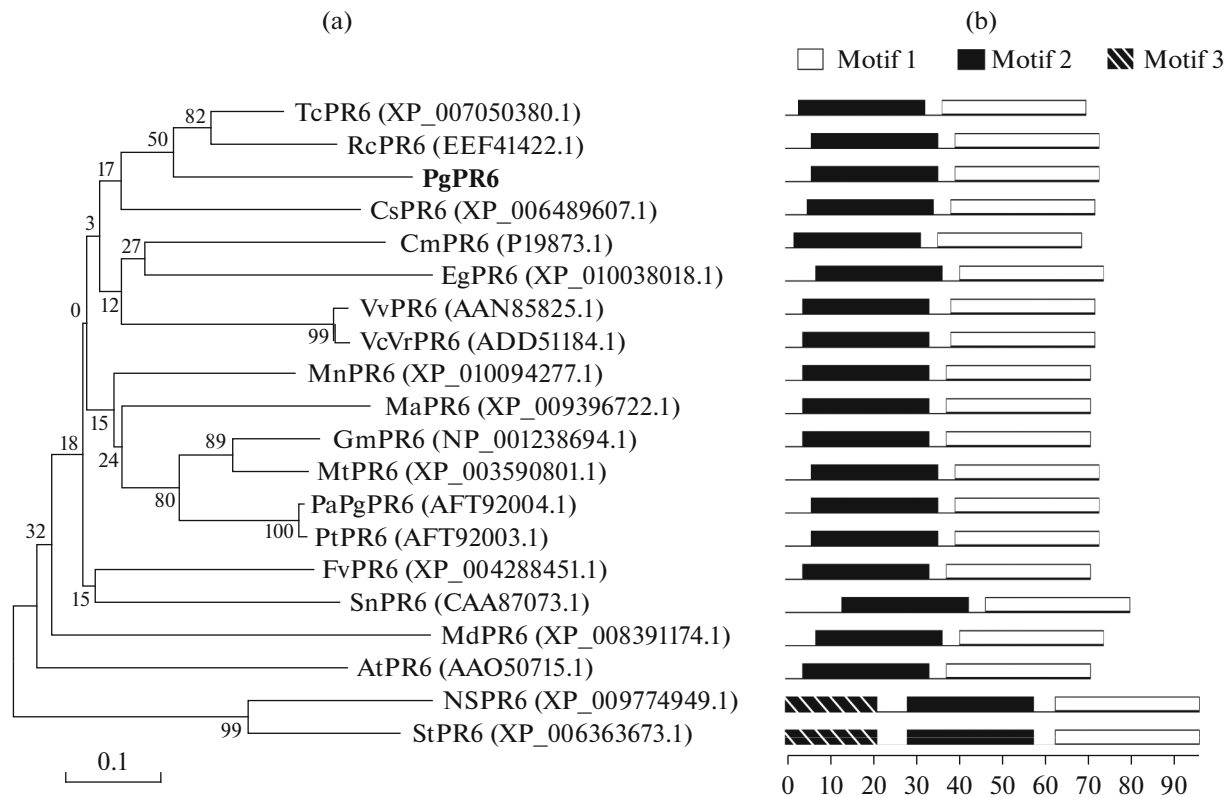 (a)
(b)
Motif 1 Motif 2 Motif 3
TcPR6 (XP_007050380.1)
82
RcPR6 (EEF41422.1)
50
PgPR6
17
CsPR6 (XP_006489607.1)
3
CmPR6 (P19873.1)
27
EgPR6 (XP_010038018.1)
12
0
VvPR6 (AAN85825.1)
99
VcVrPR6 (ADD51184.1)
MnPR6 (XP_010094277.1)
15
MaPR6 (XP_009396722.1)
18
24
89
GmPR6 (NP_001238694.1)
MtPR6 (XP_003590801.1)
80
PaPgPR6 (AFT92004.1)
100
PtPR6 (AFT92003.1)
32
FvPR6 (XP_004288451.1)
15
SnPR6 (CAA87073.1)
MdPR6 (XP_008391174.1)
AtPR6 (AAO50715.1)
NSPR6 (XP_009774949.1)
99
StPR6 (XP_006363673.1)
0.1
0 10 20 30 40 50 60 70 80 90